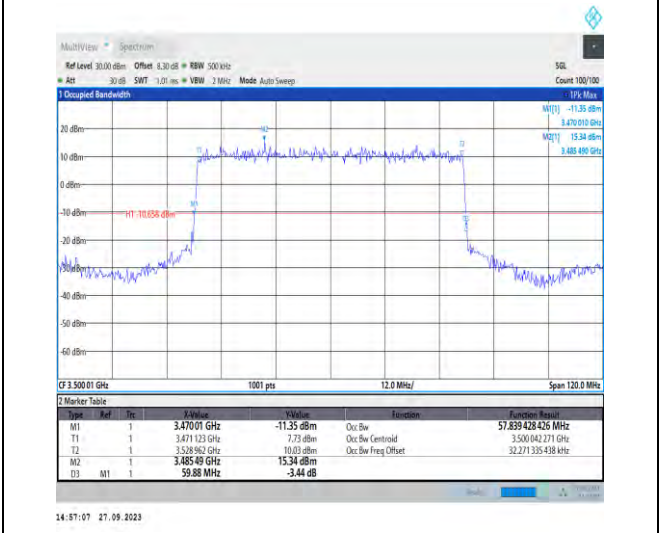 MultiView Spectrum
Ref Level 30.00 dBm Offset 8.30 dB RBW 500 kHz SGL
Att 30 dB SWT 1.01 ms VBW 2 MHz Mode Auto Sweep Count 100/100
1 Occupied Bandwidth 1Pk Max
M1[1] -11.35 dBm
3.470 010 GHz
M2[1] 15.34 dBm
3.485 490 GHz
20 dBm
M2
T1
T2
10 dBm
0 dBm
M1
-10 dBm
H1 -10.658 dBm
-20 dBm
-30 dBm
-40 dBm
-50 dBm
-60 dBm
CF 3.500 01 GHz 1001 pts 12.0 MHz/ Span 120.0 MHz
2 Marker Table
Type Ref Trc X-Value Y-Value Function Function Result
M1 1 3.470 01 GHz -11.35 dBm Occ Bw 57.839 428 426 MHz
T1 1 3.471 123 GHz 7.73 dBm Occ Bw Centroid 3.500 042 271 GHz
T2 1 3.528 962 GHz 10.03 dBm Occ Bw Freq Offset 32.271 335 438 kHz
M2 1 3.485 49 GHz 15.34 dBm
D3 M1 1 59.88 MHz -3.44 dB
14:57:07 27.09.2023